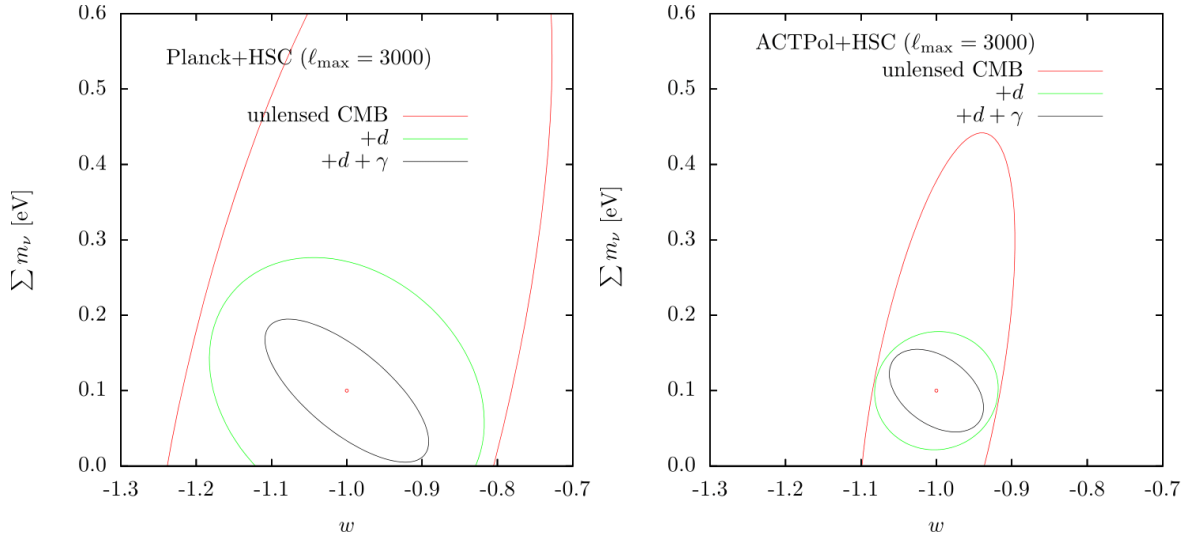 Planck+HSC (ℓmax = 3000)
unlensed CMB
+d
+d + γ
∑ mν [eV]
0.6
0.5
0.4
0.3
0.2
0.1
0.0
-1.3 -1.2 -1.1 -1.0 -0.9 -0.8 -0.7
w
ACTPol+HSC (ℓmax = 3000)
unlensed CMB
+d
+d + γ
∑ mν [eV]
0.6
0.5
0.4
0.3
0.2
0.1
0.0
-1.3 -1.2 -1.1 -1.0 -0.9 -0.8 -0.7
w